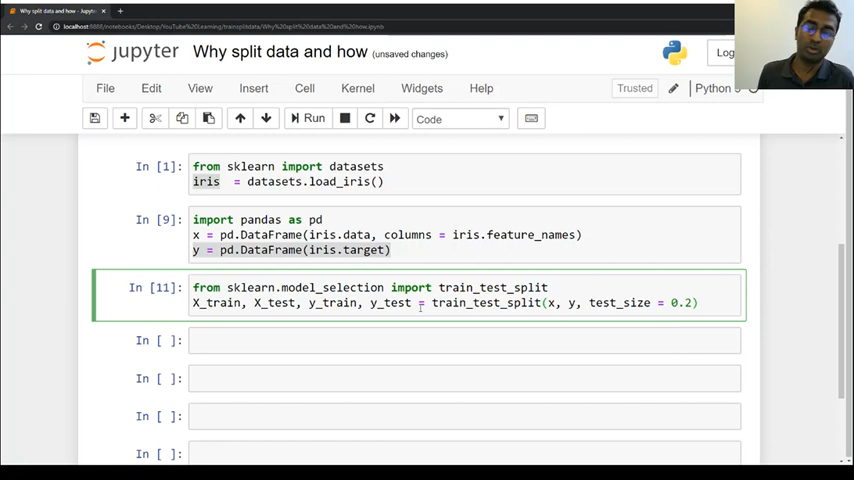 Why split data and how - Jupyte
localhost:8888/notebooks/Desktop/YouTube%20Learning/trainsplitdata/Why%20split%20data%20and%20how.ipynb
jupyter Why split data and how (unsaved changes)
Log
File Edit View Insert Cell Kernel Widgets Help
Trusted
Python 3
Run
Code
In [1]: from sklearn import datasets
iris = datasets.load_iris()
In [9]: import pandas as pd
x = pd.DataFrame(iris.data, columns = iris.feature_names)
y = pd.DataFrame(iris.target)
In [11]: from sklearn.model_selection import train_test_split
X_train, X_test, y_train, y_test = train_test_split(x, y, test_size = 0.2)
In [ ]:
In [ ]:
In [ ]:
In [ ]: